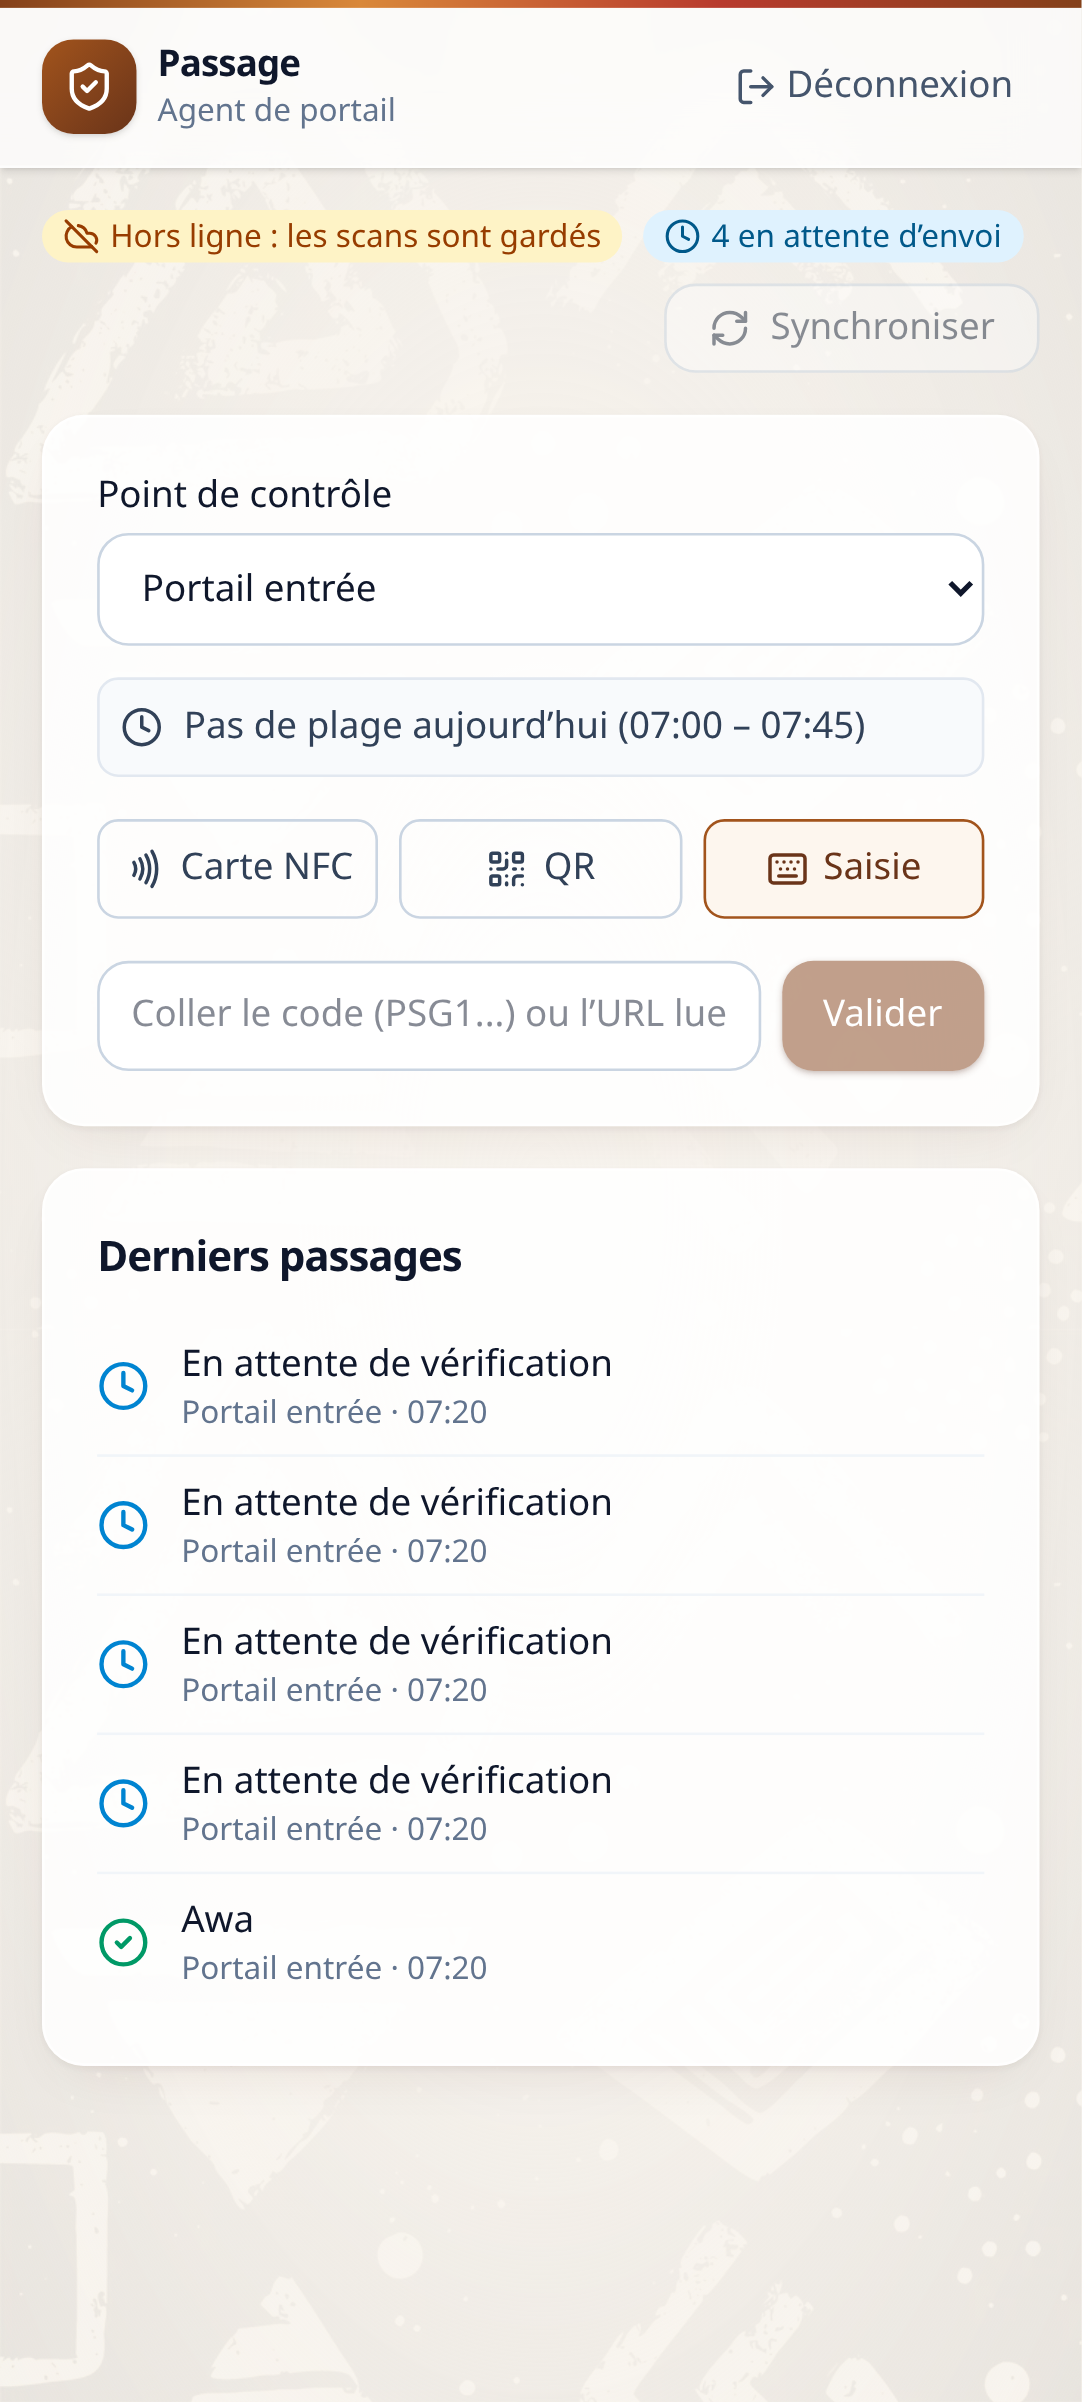 Passage
Agent de portail
Déconnexion
Hors ligne : les scans sont gardés
4 en attente d’envoi
Synchroniser
Point de contrôle
Portail entrée
Pas de plage aujourd’hui (07:00 – 07:45)
Carte NFC
QR
Saisie
Coller le code (PSG1...) ou l’URL lue
Valider
Derniers passages
En attente de vérification
Portail entrée · 07:20
En attente de vérification
Portail entrée · 07:20
En attente de vérification
Portail entrée · 07:20
En attente de vérification
Portail entrée · 07:20
Awa
Portail entrée · 07:20